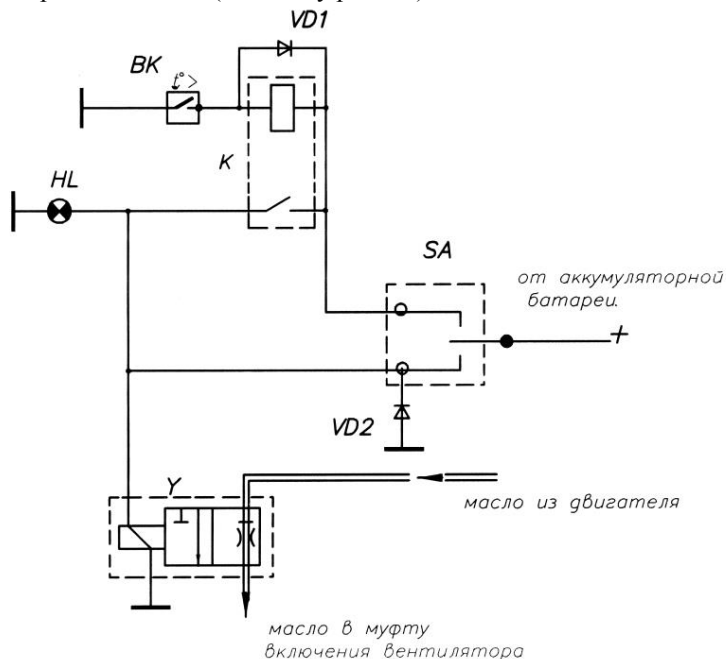 VD1
BK
t°>
K
HL
SA
от аккумуляторной
батареи.
+
VD2
Y
масло из двигателя
масло в муфту
включения вентилятора